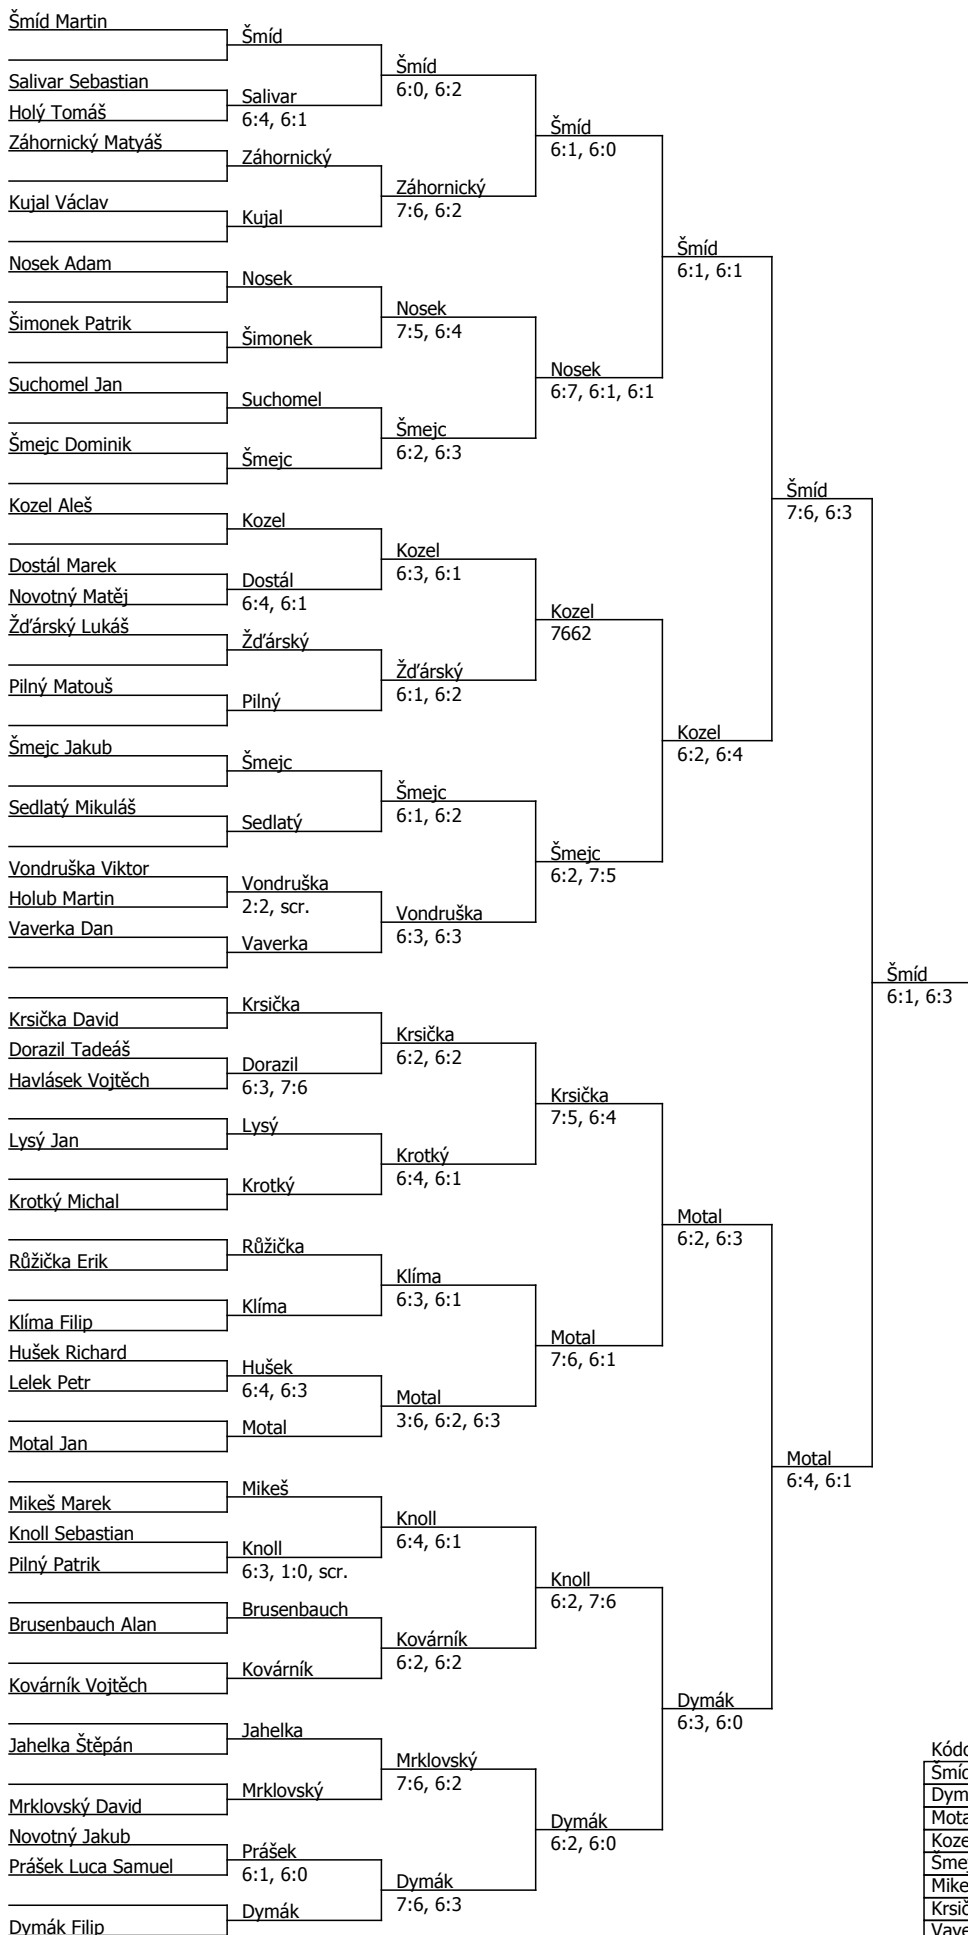 Šmíd Martin
Šmíd
Šmíd
6:0, 6:2
Salivar Sebastian
Salivar
6:4, 6:1
Holý Tomáš
Šmíd
6:1, 6:0
Záhornický Matyáš
Záhornický
Záhornický
7:6, 6:2
Kujal Václav
Kujal
Šmíd
6:1, 6:1
Nosek Adam
Nosek
Nosek
7:5, 6:4
Šimonek Patrik
Šimonek
Nosek
6:7, 6:1, 6:1
Suchomel Jan
Suchomel
Šmejc
6:2, 6:3
Šmejc Dominik
Šmejc
Šmíd
7:6, 6:3
Kozel Aleš
Kozel
Kozel
6:3, 6:1
Dostál Marek
Dostál
6:4, 6:1
Novotný Matěj
Kozel
7662
Žďárský Lukáš
Žďárský
Žďárský
6:1, 6:2
Pilný Matouš
Pilný
Kozel
6:2, 6:4
Šmejc Jakub
Šmejc
Šmejc
6:1, 6:2
Sedlatý Mikuláš
Sedlatý
Šmejc
6:2, 7:5
Vondruška Viktor
Vondruška
2:2, scr.
Holub Martin
Vondruška
6:3, 6:3
Vaverka Dan
Vaverka
Šmíd
6:1, 6:3
Krsička David
Krsička
Krsička
6:2, 6:2
Dorazil Tadeáš
Dorazil
6:3, 7:6
Havlásek Vojtěch
Krsička
7:5, 6:4
Lysý Jan
Lysý
Krotký
6:4, 6:1
Krotký Michal
Krotký
Motal
6:2, 6:3
Růžička Erik
Růžička
Klíma
6:3, 6:1
Klíma Filip
Klíma
Motal
7:6, 6:1
Hušek Richard
Hušek
6:4, 6:3
Lelek Petr
Motal
3:6, 6:2, 6:3
Motal Jan
Motal
Motal
6:4, 6:1
Mikeš Marek
Mikeš
Knoll
6:4, 6:1
Knoll Sebastian
Knoll
6:3, 1:0, scr.
Pilný Patrik
Knoll
6:2, 7:6
Brusenbauch Alan
Brusenbauch
Kovárník
6:2, 6:2
Kovárník Vojtěch
Kovárník
Dymák
6:3, 6:0
Jahelka Štěpán
Jahelka
Mrklovský
7:6, 6:2
Mrklovský David
Mrklovský
Dymák
6:2, 6:0
Novotný Jakub
Prášek
6:1, 6:0
Prášek Luca Samuel
Dymák
7:6, 6:3
Dymák Filip
Dymák